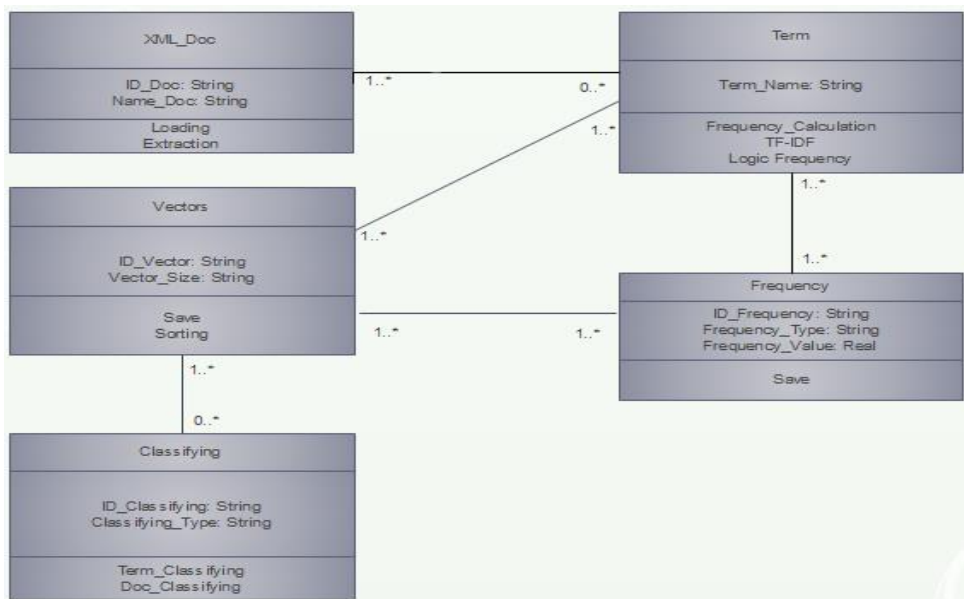 XML_Doc
ID_Doc: String
Name_Doc: String
Loading
Extraction
1..*
0..*
Term
Term_Name: String
Frequency_Calculation
TF-IDF
Logic Frequency
1..*
1..*
Vectors
ID_Vector: String
Vector_Size: String
Save
Sorting
1..*
1..*
1..*
1..*
Frequency
ID_Frequency: String
Frequency_Type: String
Frequency_Value: Real
Save
1..*
0..*
Classifying
ID_Classifying: String
Classifying_Type: String
Term_Classifying
Doc_Classifying